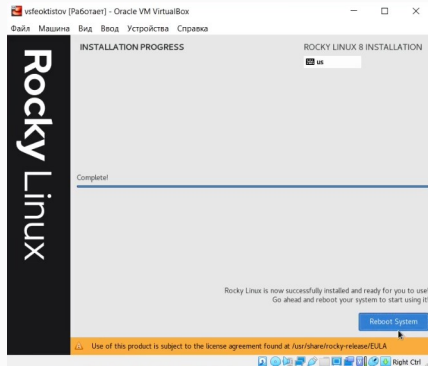 vsfeoktistov [Работает] - Oracle VM VirtualBox
Файл Машина Вид Ввод Устройства Справка
Rocky Linux
INSTALLATION PROGRESS
ROCKY LINUX 8 INSTALLATION
us
Complete!
Rocky Linux is now successfully installed and ready for you to use!
Go ahead and reboot your system to start using it!
Reboot System
Use of this product is subject to the license agreement found at /usr/share/rocky-release/EULA
Right Ctrl